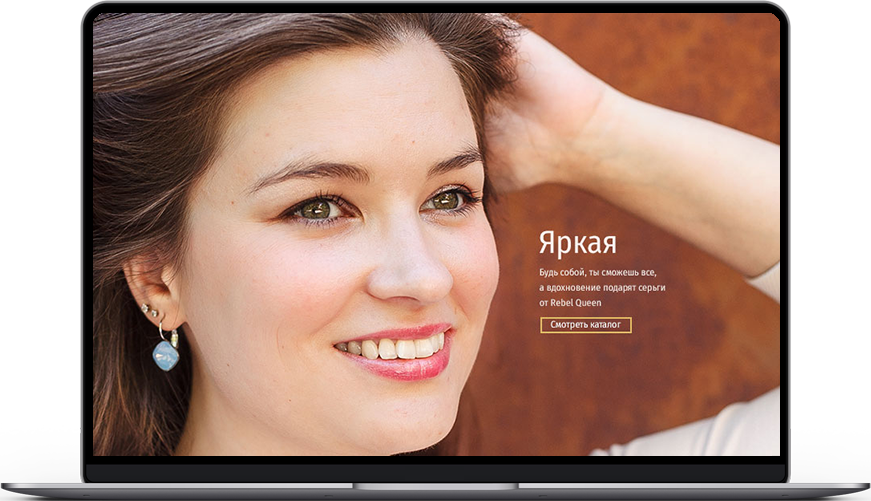 Яркая
Будь собой, ты сможешь все,
а вдохновение подарят серьги
от Rebel Queen
Смотреть каталог